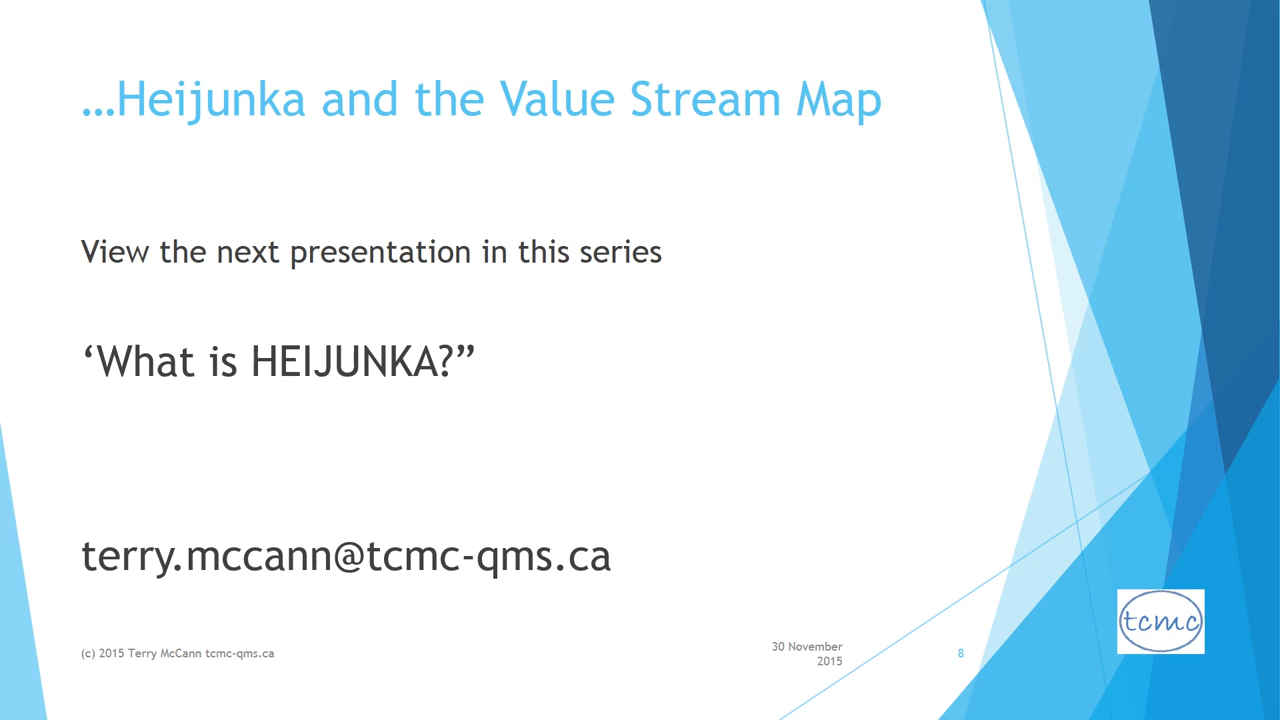 …Heijunka and the Value Stream Map
View the next presentation in this series
‘What is HEIJUNKA?”
terry.mccann@tcmc-qms.ca
(c) 2015 Terry McCann tcmc-qms.ca
30 November
2015
8
tcmc